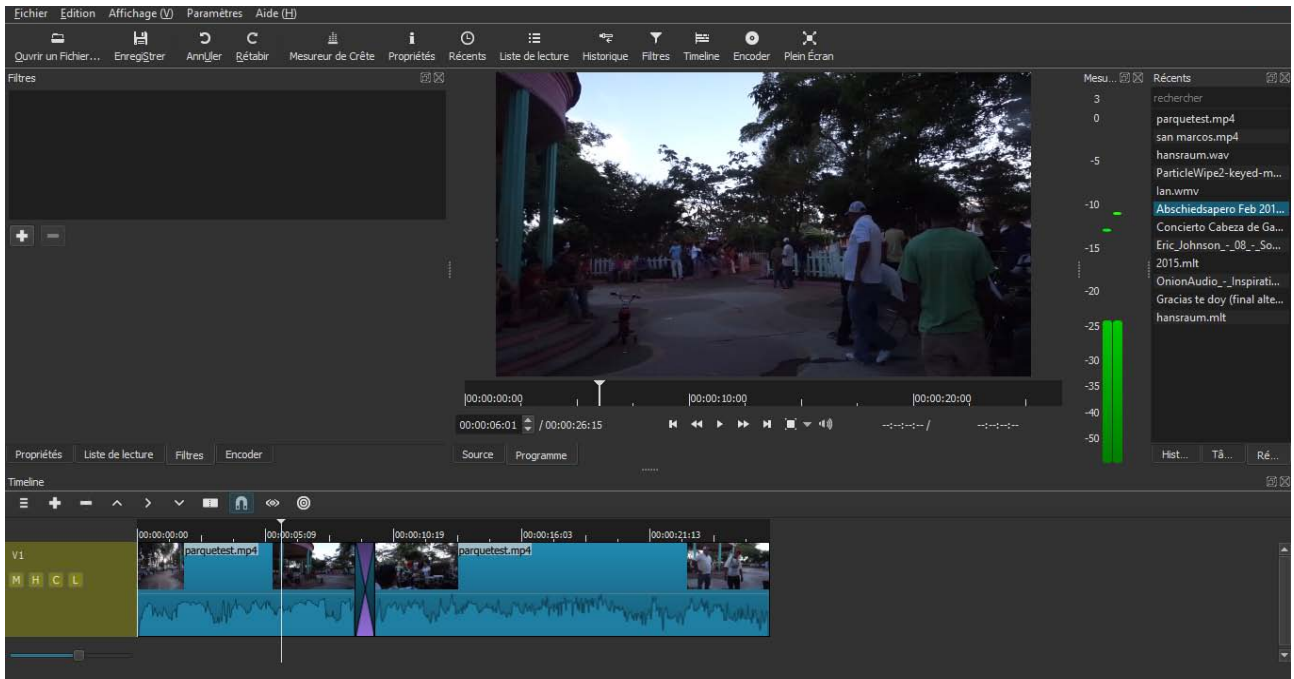 Fichier Edition Affichage (V) Paramètres Aide (H)
Ouvrir un Fichier... EnregiStrer AnnUler Rétabir Mesureur de Crête Propriétés Récents Liste de lecture Historique Filtres Timeline Encoder Plein Écran
Filtres
Propriétés Liste de lecture Filtres Encoder
00:00:00:00 00:00:10:00 00:00:20:00
00:00:06:01 / 00:00:26:15 --:--:--:-- / --:--:--:--
Source Programme
Mesu...
3
0
-5
-10
-15
-20
-25
-30
-35
-40
-50
Récents
rechercher
parquetest.mp4
san marcos.mp4
hansraum.wav
ParticleWipe2-keyed-m...
lan.wmv
Abschiedsapero Feb 201...
Concierto Cabeza de Ga...
Eric_Johnson_-_08_-_So...
2015.mlt
OnionAudio_-_Inspirati...
Gracias te doy (final alte...
hansraum.mlt
Hist... Tâ... Ré...
Timeline
00:00:00:00 00:00:05:09 00:00:10:19 00:00:16:03 00:00:21:13
V1 parquetest.mp4 parquetest.mp4
M H C L